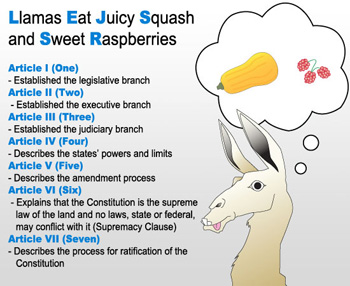 Llamas Eat Juicy Squash
and Sweet Raspberries
Article I (One)
- Established the legislative branch
Article II (Two)
- Established the executive branch
Article III (Three)
- Established the judiciary branch
Article IV (Four)
- Describes the states' powers and limits
Article V (Five)
- Describes the amendment process
Article VI (Six)
- Explains that the Constitution is the supreme
law of the land and no laws, state or federal,
may conflict with it (Supremacy Clause)
Article VII (Seven)
- Describes the process for ratification of the
Constitution